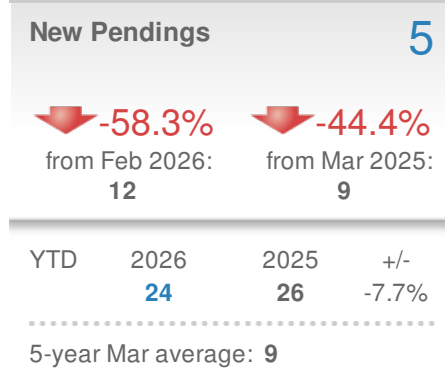 New Pendings 5
-58.3% -44.4%
from Feb 2026: from Mar 2025:
12 9
YTD 2026 2025 +/-
24 26 -7.7%
5-year Mar average: 9